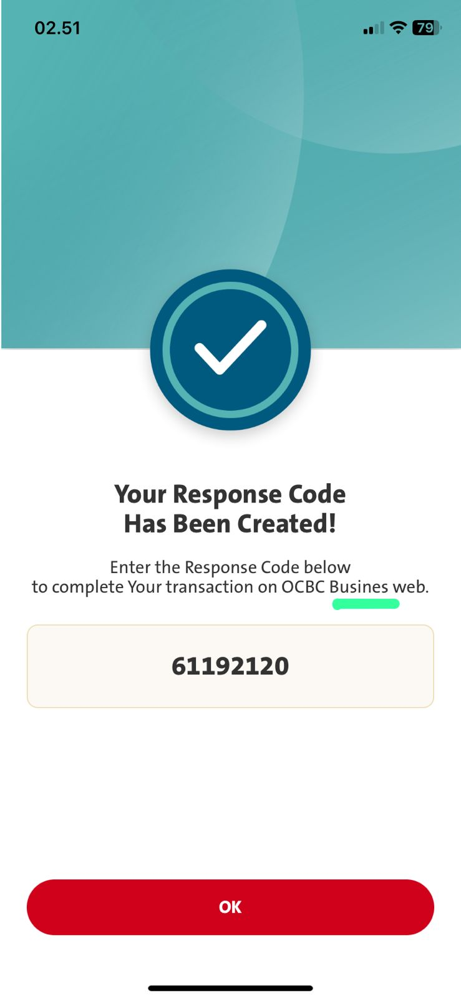 02.51
79
Your Response Code
Has Been Created!
Enter the Response Code below
to complete Your transaction on OCBC Busines web.
61192120
OK